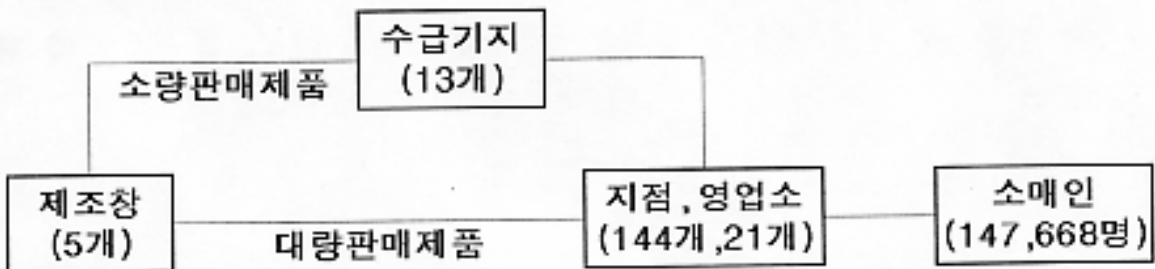 수급기지
(13개)
소량판매제품
제조창
(5개)
대량판매제품
지점,영업소
(144개,21개)
소매인
(147,668명)